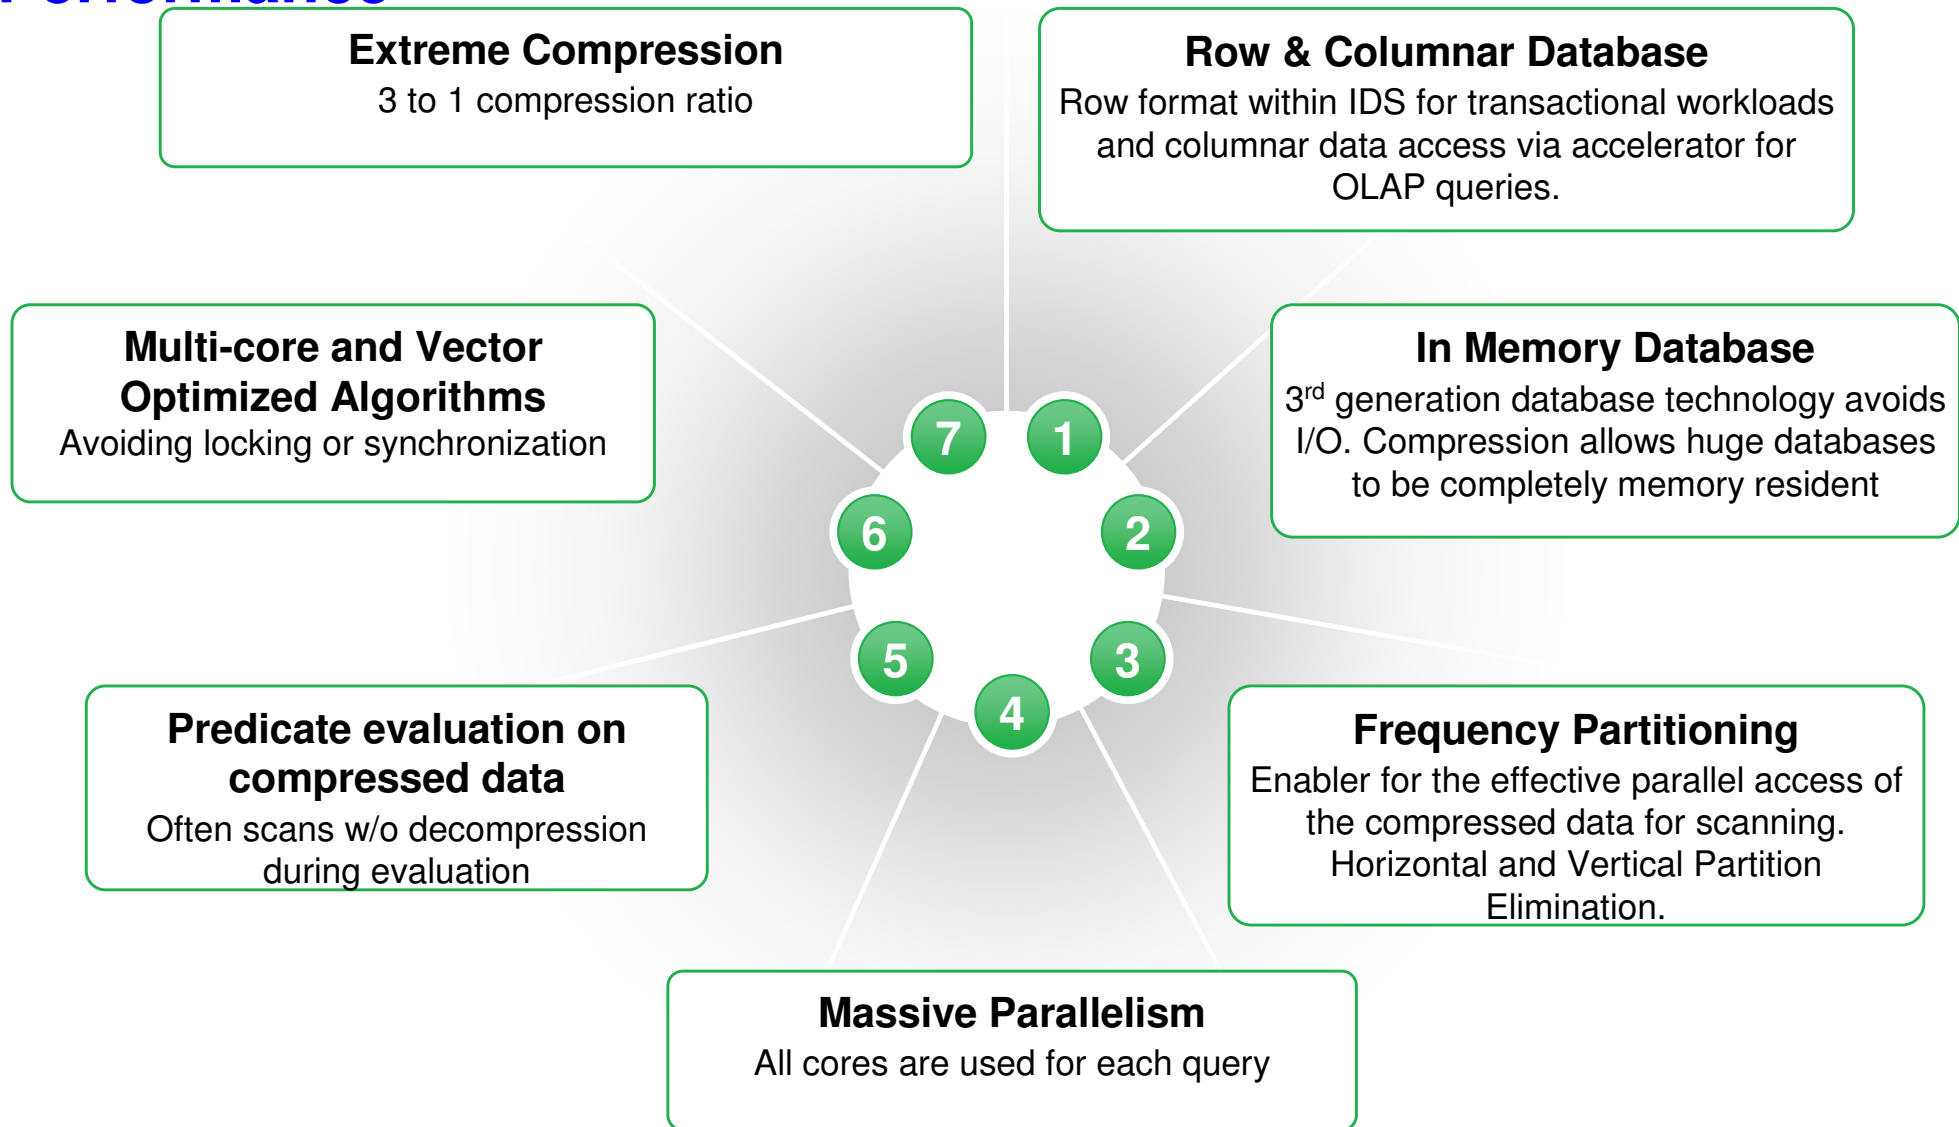 Performance
Extreme Compression
3 to 1 compression ratio
Row & Columnar Database
Row format within IDS for transactional workloads
and columnar data access via accelerator for
OLAP queries.
Multi-core and Vector
Optimized Algorithms
Avoiding locking or synchronization
In Memory Database
3rd generation database technology avoids
I/O. Compression allows huge databases
to be completely memory resident
7
1
6
2
5
3
4
Predicate evaluation on
compressed data
Often scans w/o decompression
during evaluation
Frequency Partitioning
Enabler for the effective parallel access of
the compressed data for scanning.
Horizontal and Vertical Partition
Elimination.
Massive Parallelism
All cores are used for each query